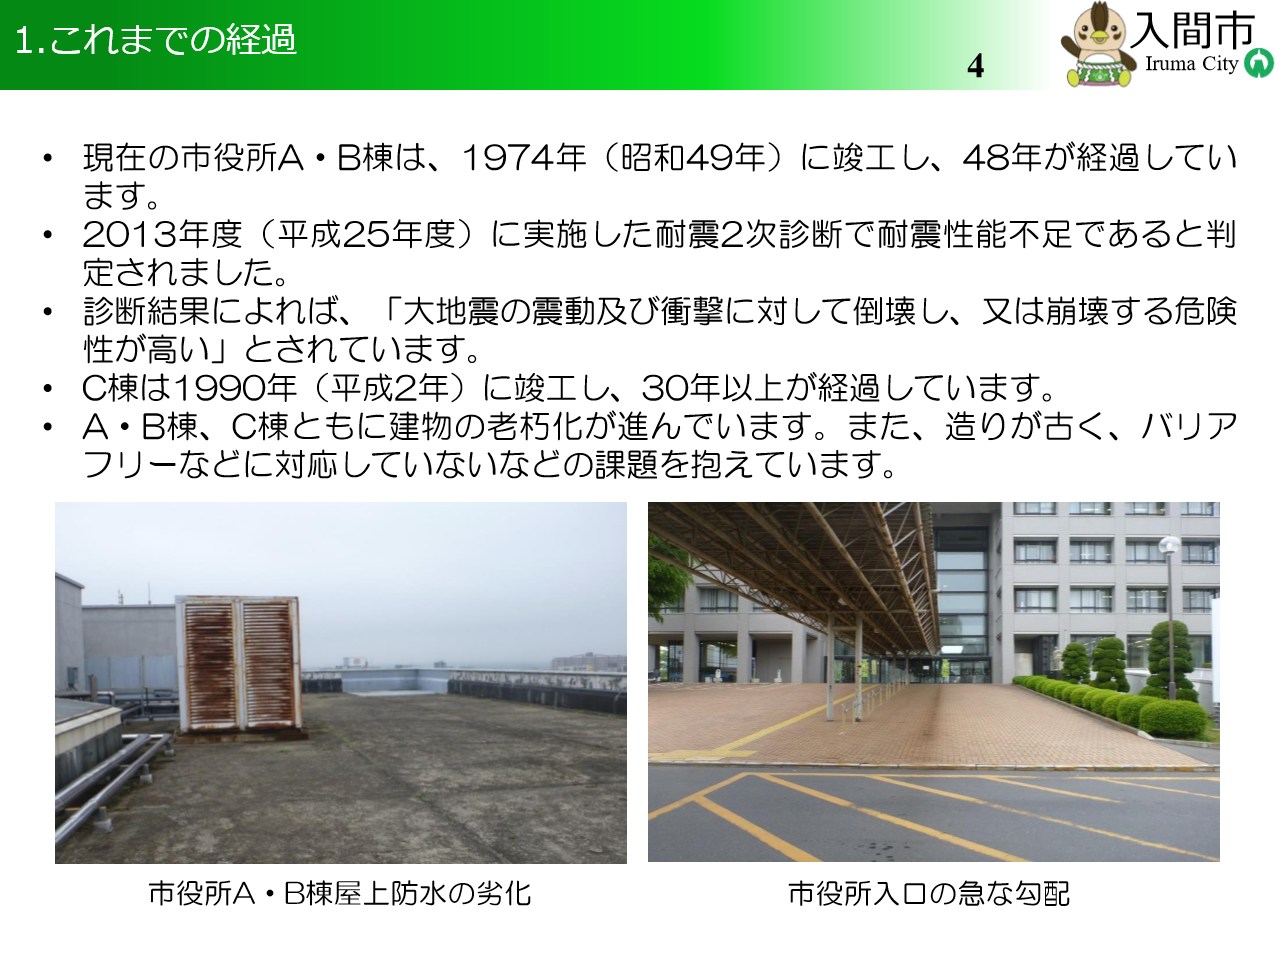 1.これまでの経過
4
入間市
Iruma City
• 現在の市役所A・B棟は、1974年（昭和49年）に竣工し、48年が経過してい
ます。
• 2013年度（平成25年度）に実施した耐震2次診断で耐震性能不足であると判
定されました。
• 診断結果によれば、「大地震の震動及び衝撃に対して倒壊し、又は崩壊する危険
性が高い」とされています。
• C棟は1990年（平成2年）に竣工し、30年以上が経過しています。
• A・B棟、C棟ともに建物の老朽化が進んでいます。また、造りが古く、バリア
フリーなどに対応していないなどの課題を抱えています。
市役所A・B棟屋上防水の劣化
市役所入口の急な勾配